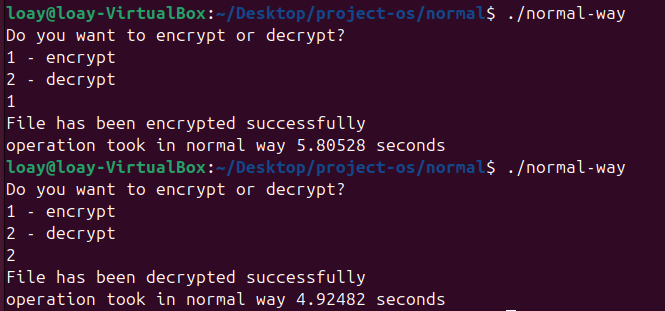 loay@loay-VirtualBox:~/Desktop/project-os/normal$ ./normal-way
Do you want to encrypt or decrypt?
1 - encrypt
2 - decrypt
1
File has been encrypted successfully
operation took in normal way 5.80528 seconds
loay@loay-VirtualBox:~/Desktop/project-os/normal$ ./normal-way
Do you want to encrypt or decrypt?
1 - encrypt
2 - decrypt
2
File has been decrypted successfully
operation took in normal way 4.92482 seconds